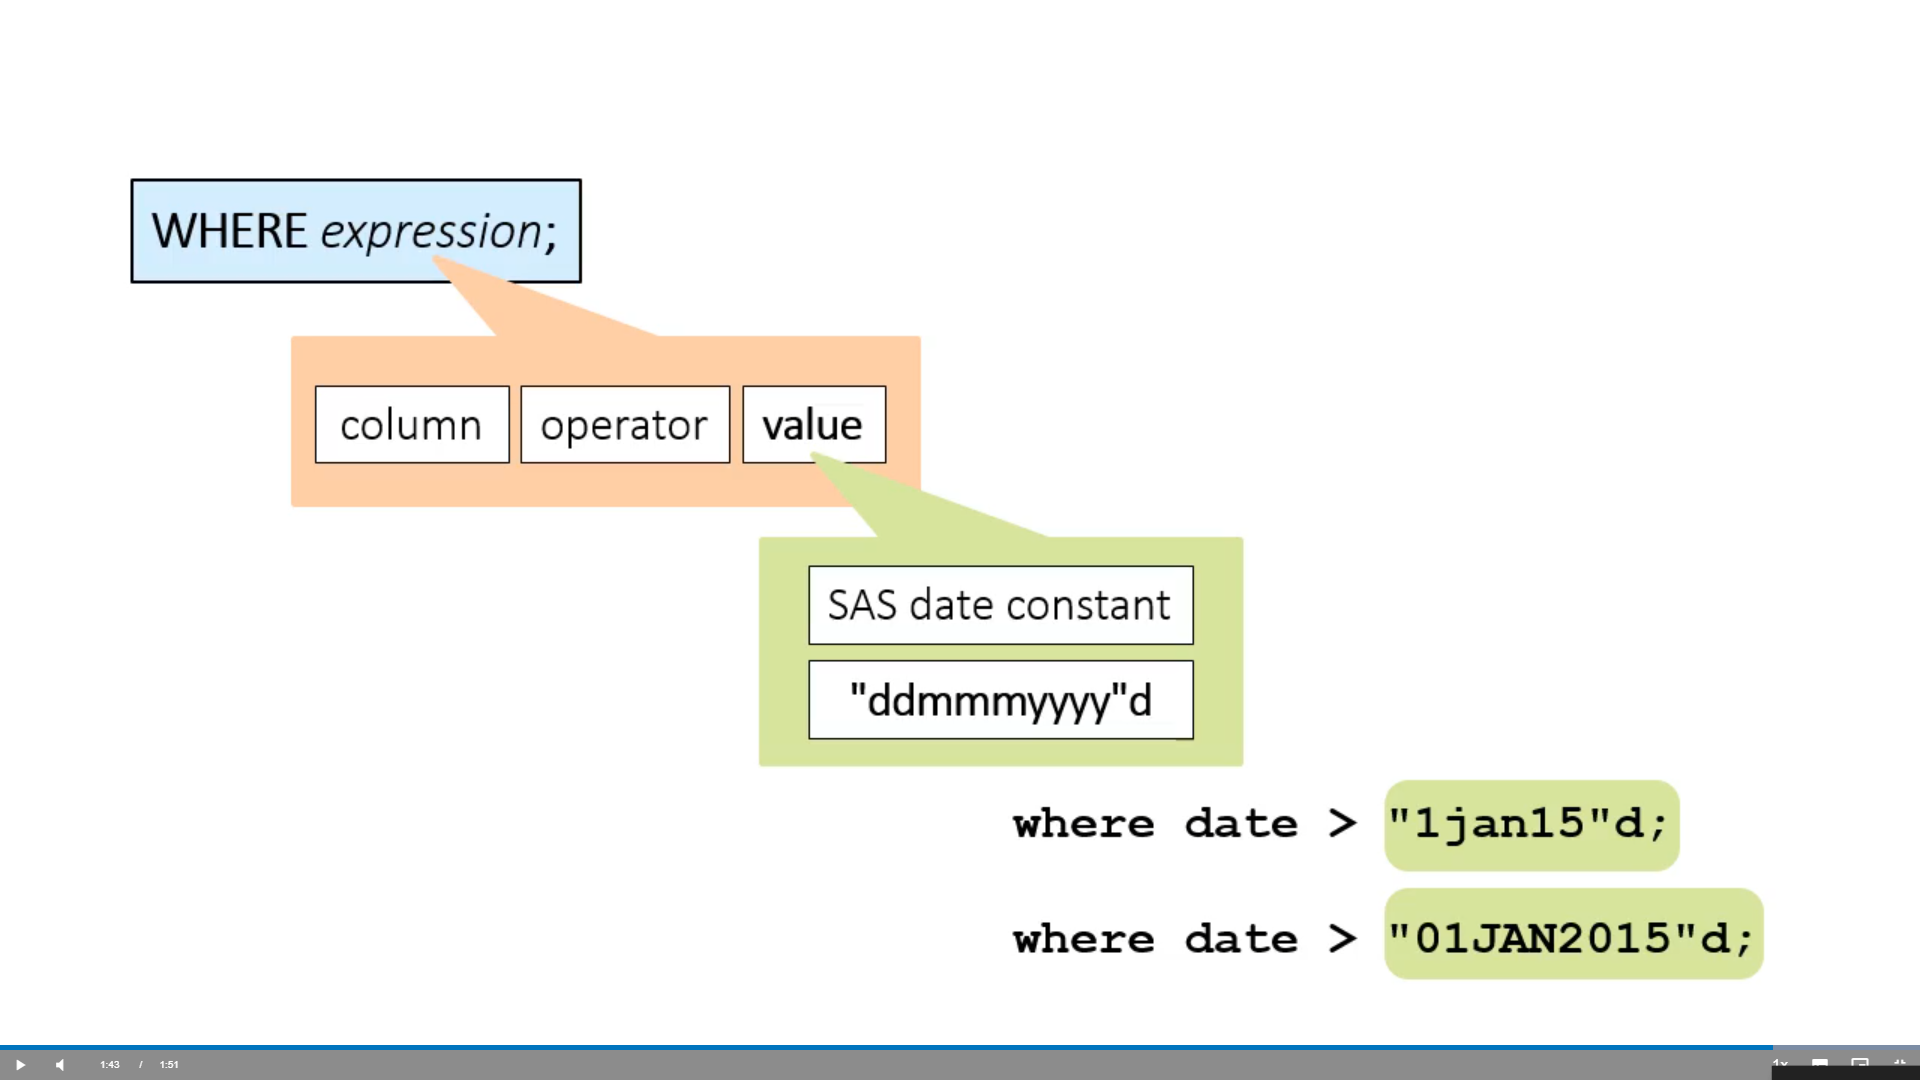 WHERE expression;
column operator value
SAS date constant
"ddmmmyyyy"d
where date > "1jan15"d;
where date > "01JAN2015"d;
1:43 / 1:51